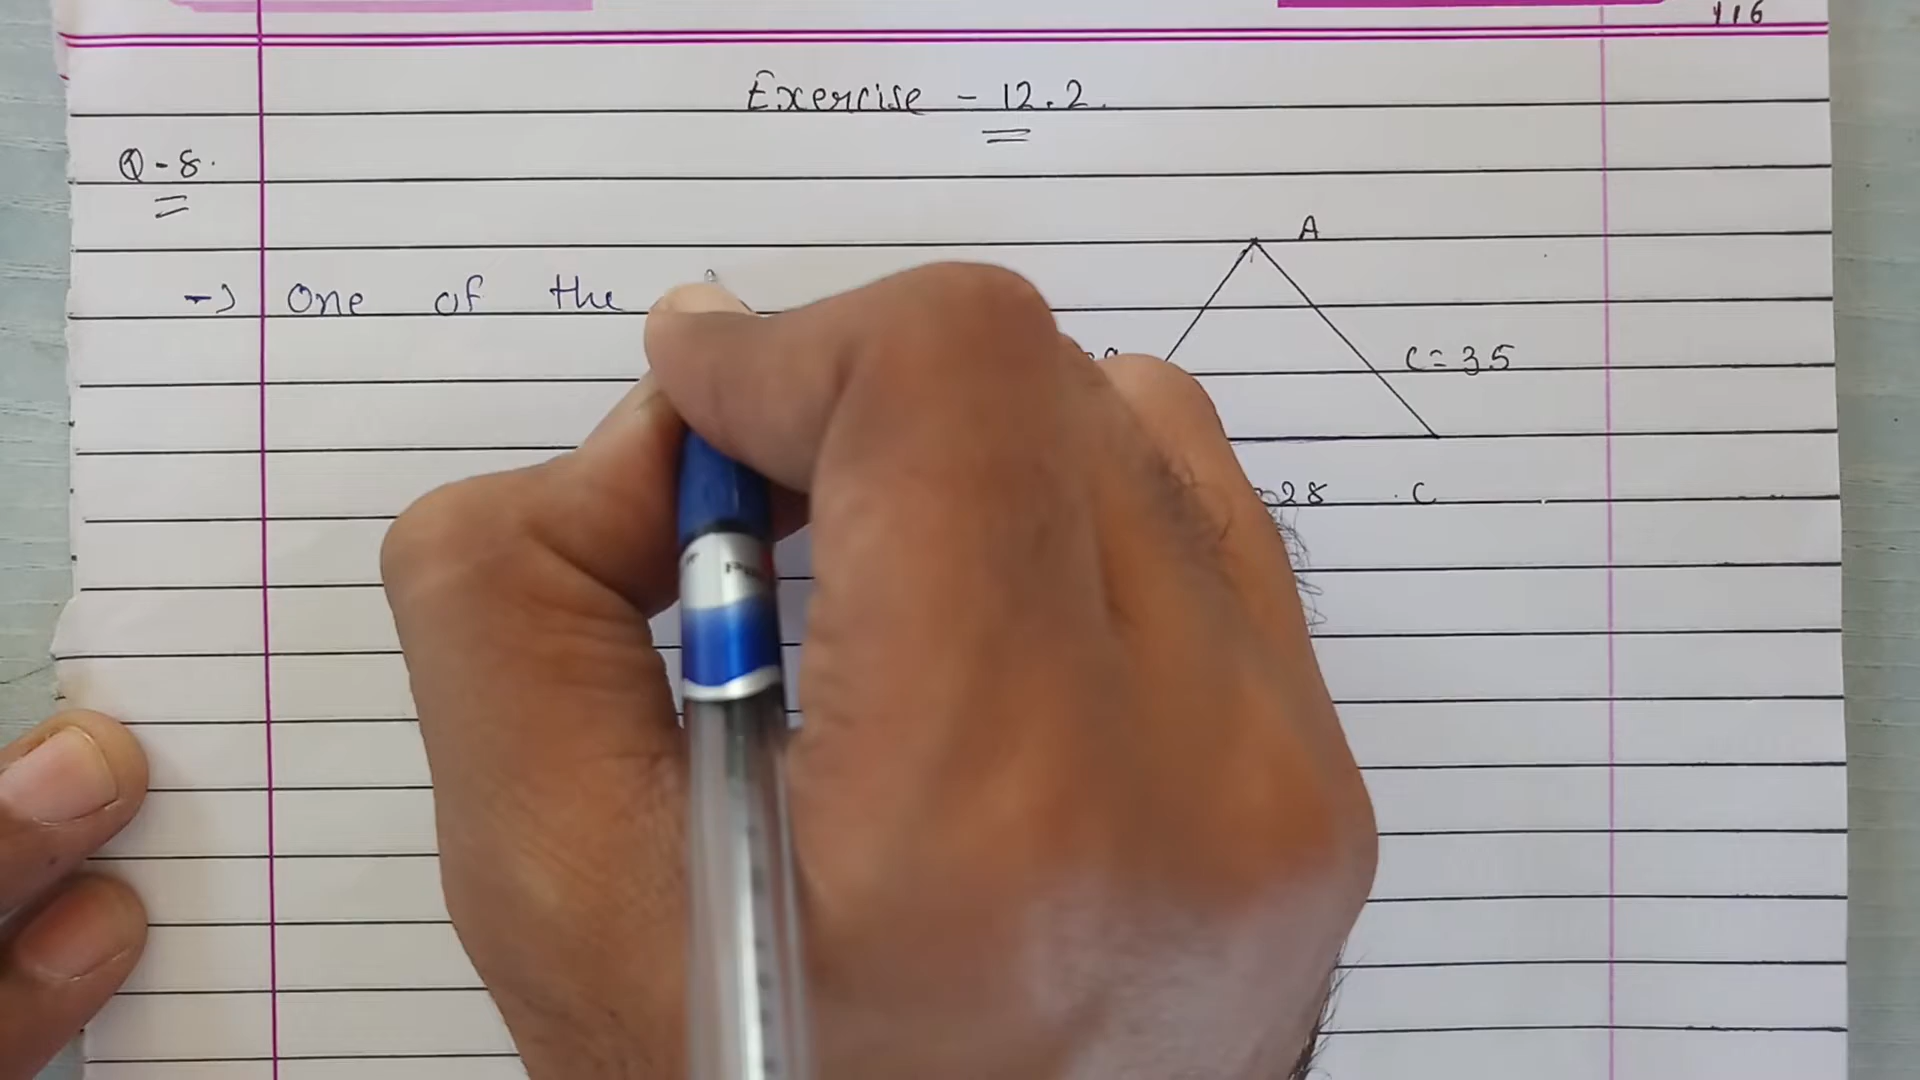 116
Exercise - 12.2.
Q-8.
A
-> One of the
C = 35
28 . C